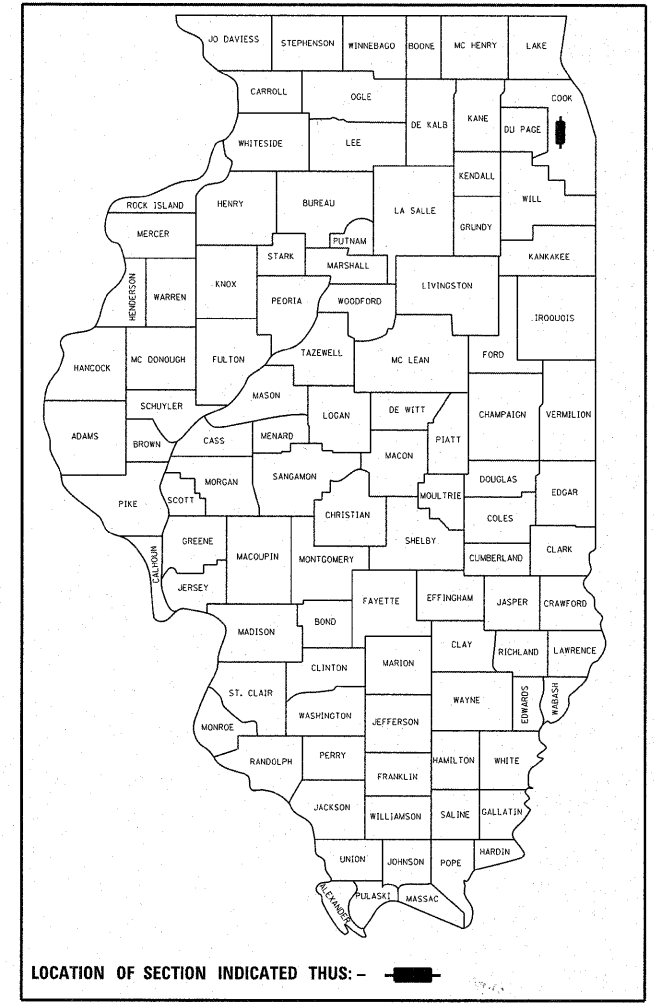 JO DAVIESS STEPHENSON WINNEBAGO BOONE MC HENRY LAKE
CARROLL OGLE DE KALB KANE COOK
DU PAGE
WHITESIDE LEE
KENDALL
ROCK ISLAND HENRY BUREAU LA SALLE WILL
MERCER PUTNAM GRUNDY
STARK MARSHALL KANKAKEE
HENDERSON WARREN KNOX PEORIA WOODFORD LIVINGSTON
IROQUOIS
HANCOCK MC DONOUGH FULTON TAZEWELL MC LEAN FORD
MASON
SCHUYLER LOGAN DE WITT CHAMPAIGN VERMILION
ADAMS BROWN CASS MENARD MACON PIATT
MORGAN SANGAMON DOUGLAS
PIKE SCOTT CHRISTIAN MOULTRIE EDGAR
COLES
GREENE MACOUPIN MONTGOMERY SHELBY
CALHOUN CUMBERLAND CLARK
JERSEY FAYETTE EFFINGHAM JASPER CRAWFORD
MADISON BOND
CLAY RICHLAND LAWRENCE
CLINTON MARION
ST. CLAIR WAYNE EDWARDS WABASH
WASHINGTON JEFFERSON
MONROE
RANDOLPH PERRY HAMILTON WHITE
FRANKLIN
JACKSON WILLIAMSON SALINE GALLATIN
UNION JOHNSON POPE HARDIN
ALEXANDER PULASKI MASSAC
LOCATION OF SECTION INDICATED THUS: –